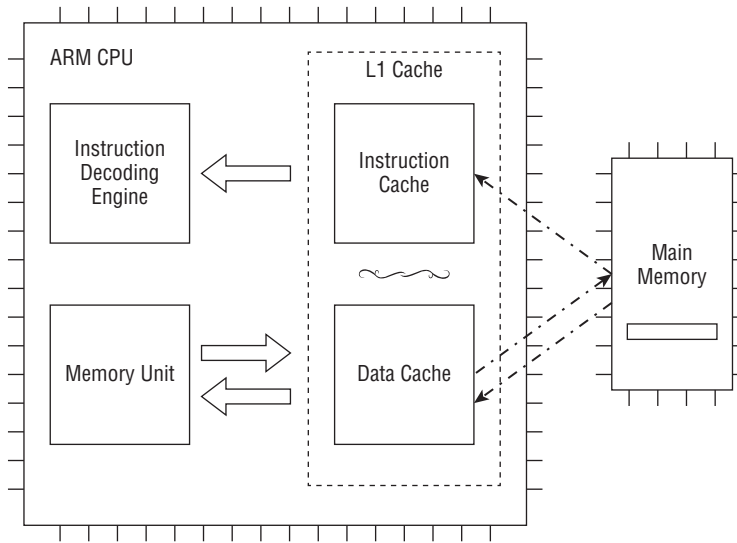 ARM CPU
L1 Cache
Instruction
Decoding
Engine
Instruction
Cache
Main
Memory
Memory Unit
Data Cache